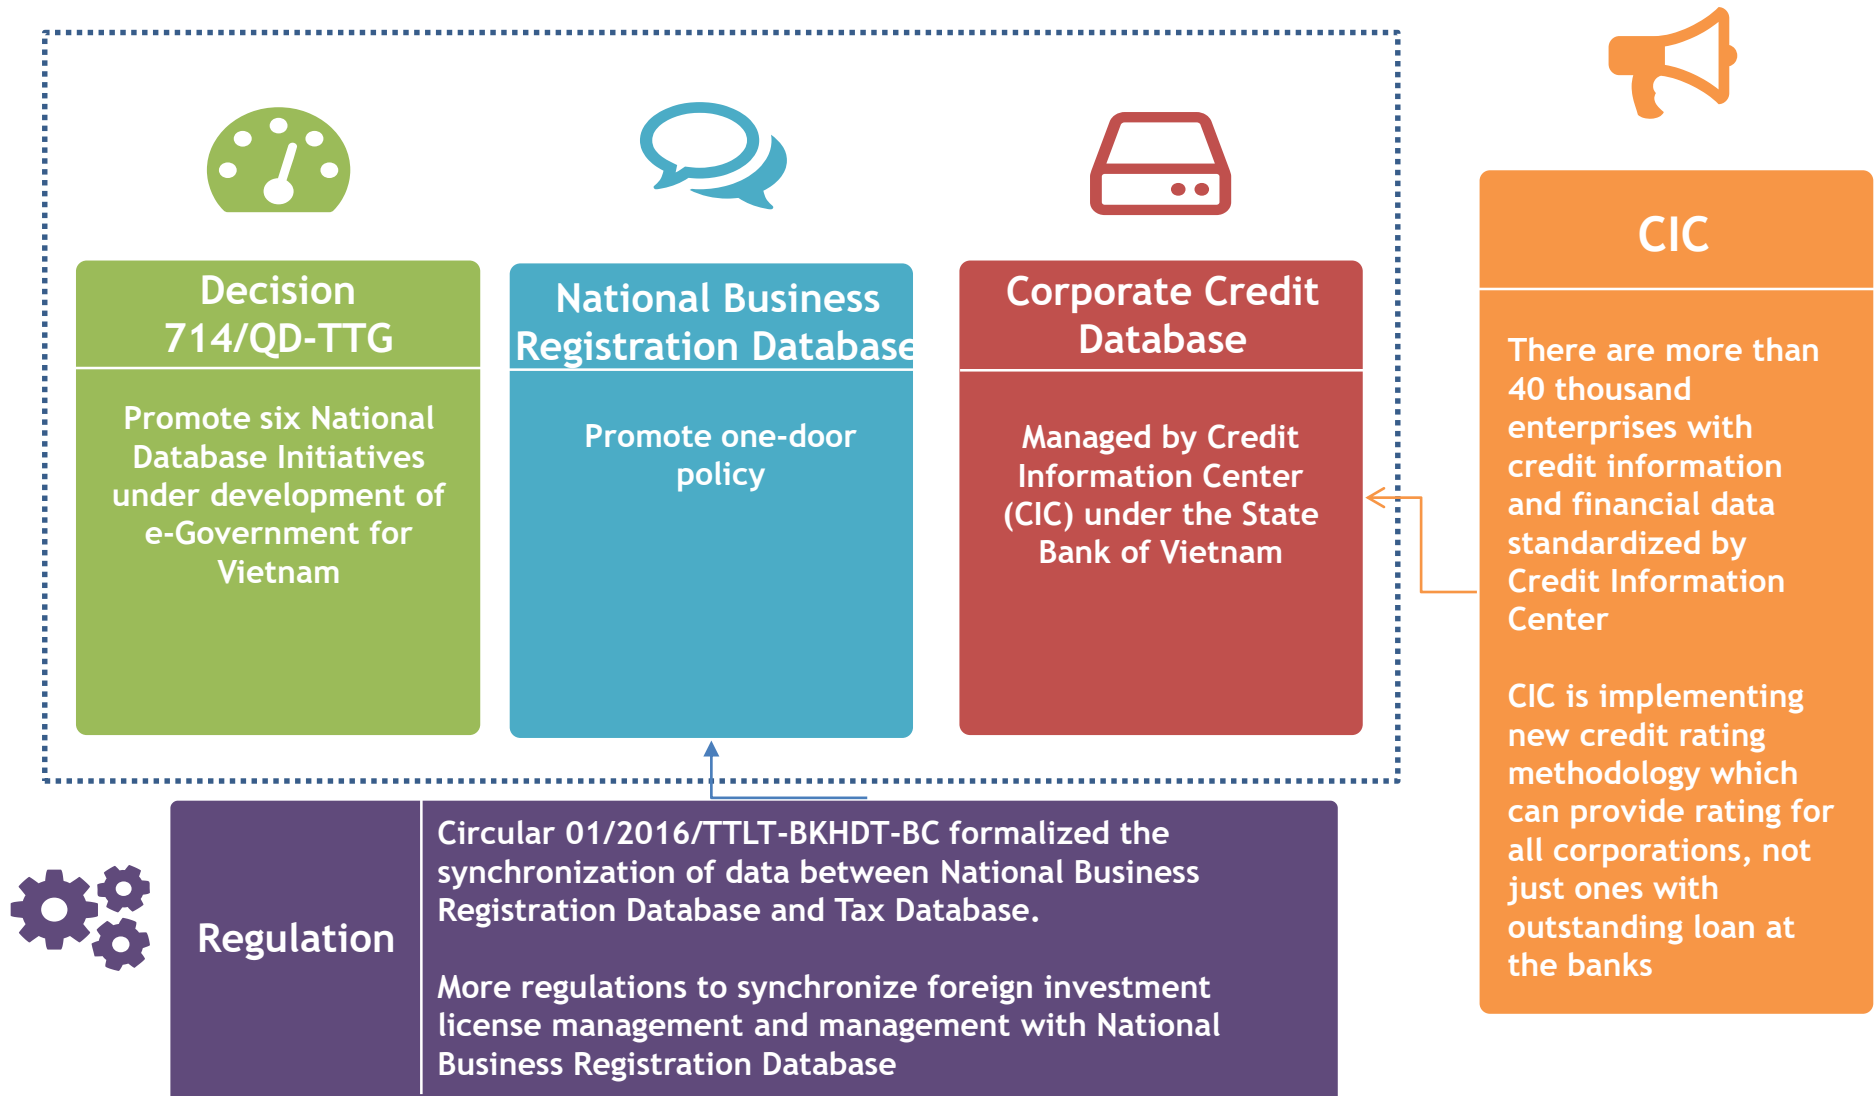 Decision
714/QD-TTG
Promote six National
Database Initiatives
under development of
e-Government for
Vietnam
National Business
Registration Database
Promote one-door
policy
Corporate Credit
Database
Managed by Credit
Information Center
(CIC) under the State
Bank of Vietnam
CIC
There are more than
40 thousand
enterprises with
credit information
and financial data
standardized by
Credit Information
Center
CIC is implementing
new credit rating
methodology which
can provide rating for
all corporations, not
just ones with
outstanding loan at
the banks
Regulation
Circular 01/2016/TTLT-BKHDT-BC formalized the
synchronization of data between National Business
Registration Database and Tax Database.
More regulations to synchronize foreign investment
license management and management with National
Business Registration Database